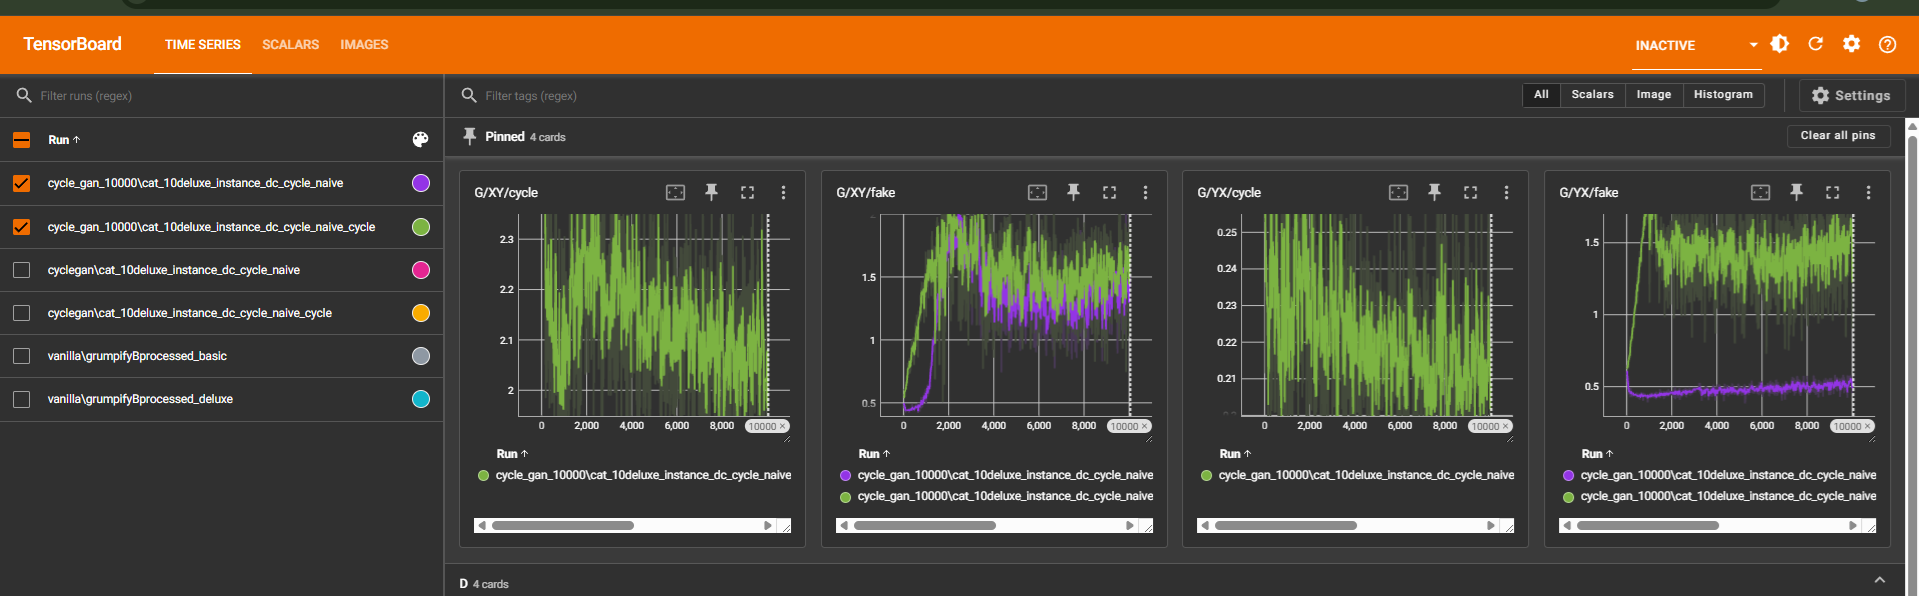 TensorBoard TIME SERIES SCALARS IMAGES INACTIVE
Filter runs (regex)
Run
cycle_gan_10000\cat_10deluxe_instance_dc_cycle_naive
cycle_gan_10000\cat_10deluxe_instance_dc_cycle_naive_cycle
cyclegan\cat_10deluxe_instance_dc_cycle_naive
cyclegan\cat_10deluxe_instance_dc_cycle_naive_cycle
vanilla\grumpifyBprocessed_basic
vanilla\grumpifyBprocessed_deluxe
Filter tags (regex) All Scalars Image Histogram Settings
Pinned 4 cards Clear all pins
G/XY/cycle
2.3
2.2
2.1
2
0 2,000 4,000 6,000 8,000 10000
Run
cycle_gan_10000\cat_10deluxe_instance_dc_cycle_naive
G/XY/fake
1.5
1
0.5
0 2,000 4,000 6,000 8,000 10000
Run
cycle_gan_10000\cat_10deluxe_instance_dc_cycle_naive
cycle_gan_10000\cat_10deluxe_instance_dc_cycle_naive
G/YX/cycle
0.25
0.24
0.23
0.22
0.21
0 2,000 4,000 6,000 8,000 10000
Run
cycle_gan_10000\cat_10deluxe_instance_dc_cycle_naive
G/YX/fake
1.5
1
0.5
0 2,000 4,000 6,000 8,000 10000
Run
cycle_gan_10000\cat_10deluxe_instance_dc_cycle_naive
cycle_gan_10000\cat_10deluxe_instance_dc_cycle_naive
D 4 cards